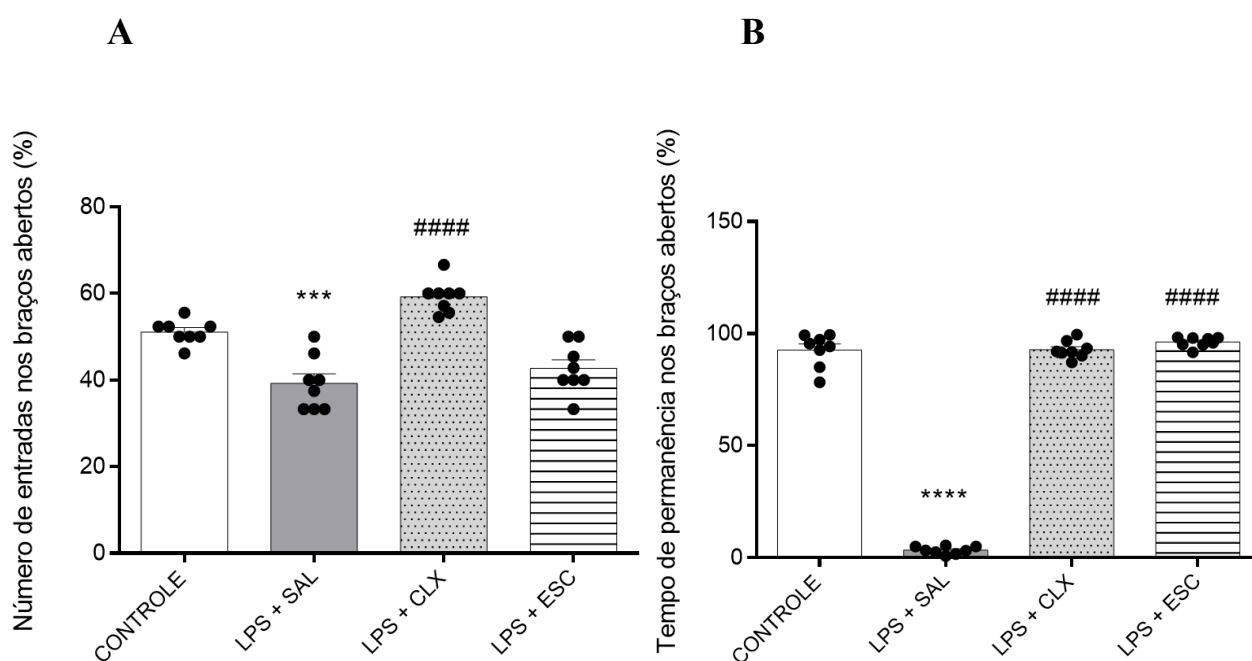 A
Número de entradas nos braços abertos (%)
80
60
40
20
0
***
####
CONTROLE
LPS + SAL
LPS + CLX
LPS + ESC
B
Tempo de permanência nos braços abertos (%)
150
100
50
0
****
####
####
CONTROLE
LPS + SAL
LPS + CLX
LPS + ESC